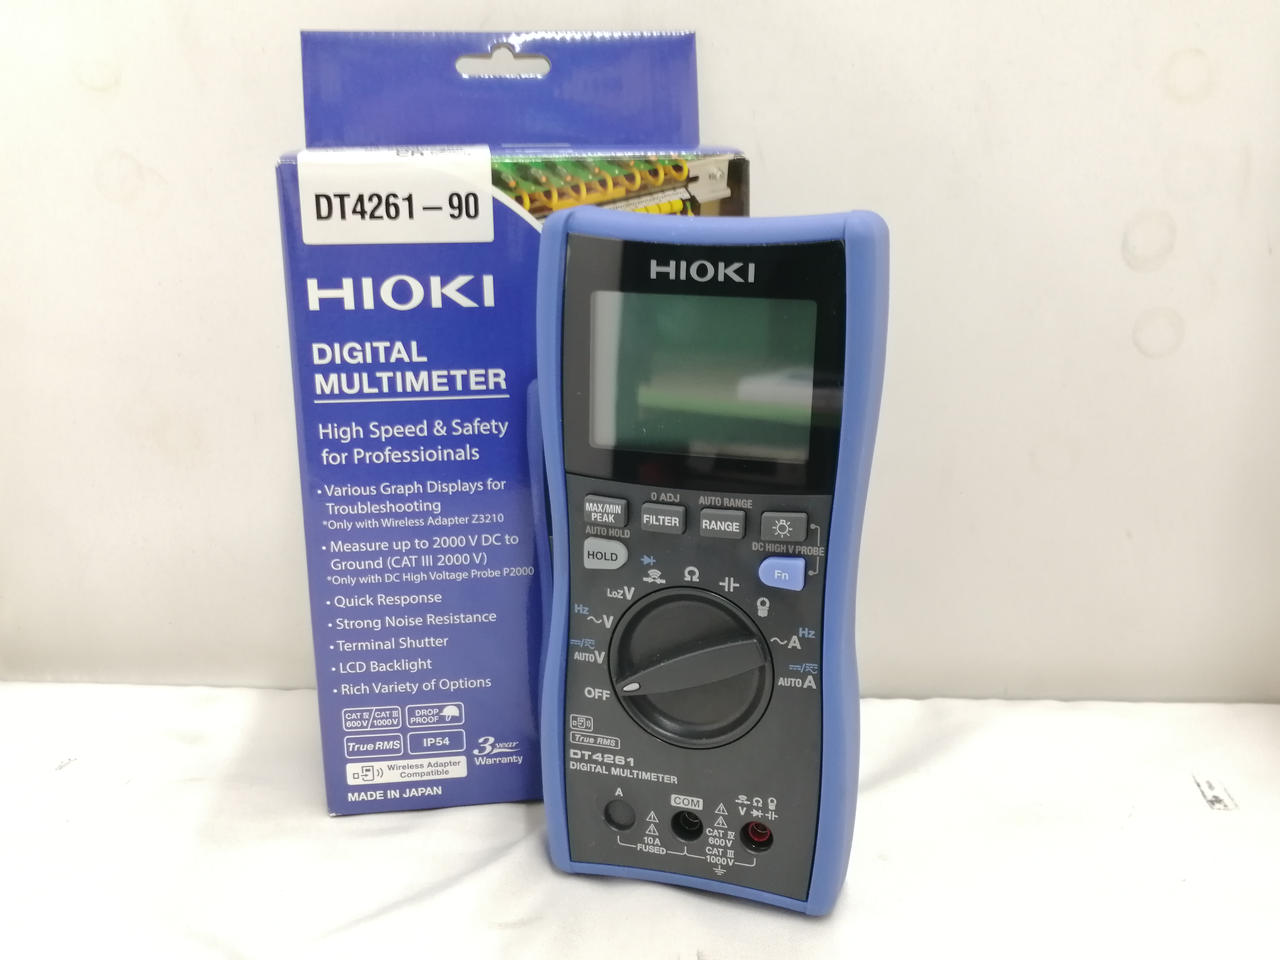 DT4261-90
HIOKI
DIGITAL
MULTIMETER
High Speed & Safety
for Professioinals
• Various Graph Displays for
Troubleshooting
*Only with Wireless Adapter Z3210
• Measure up to 2000 V DC to
Ground (CAT III 2000 V)
*Only with DC High Voltage Probe P2000
• Quick Response
• Strong Noise Resistance
• Terminal Shutter
• LCD Backlight
• Rich Variety of Options
CAT IV/CAT III
600V/1000V
DROP
PROOF
True RMS
IP54
3 year
Warranty
Wireless Adapter
Compatible
MADE IN JAPAN
HIOKI
MAX/MIN
PEAK
0 ADJ
FILTER
AUTO RANGE
RANGE
AUTO HOLD
HOLD
DC HIGH V PROBE
Fn
Ω
LoZ V
Hz
~V
AUTO V
OFF
~A Hz
AUTO A
True RMS
DT4261
DIGITAL MULTIMETER
A
COM
Ω
V
10A
FUSED
CAT IV
600V
CAT III
1000V